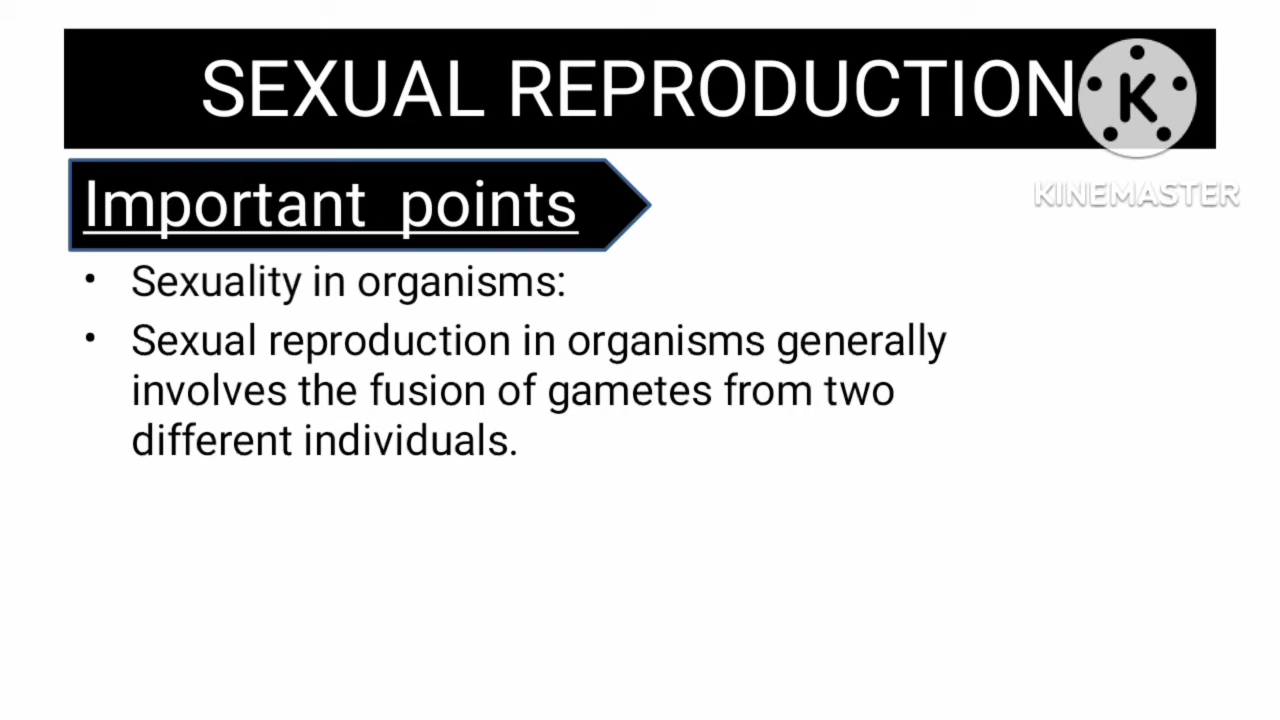 SEXUAL REPRODUCTION
K
KINEMASTER
Important points
• Sexuality in organisms:
• Sexual reproduction in organisms generally
involves the fusion of gametes from two
different individuals.